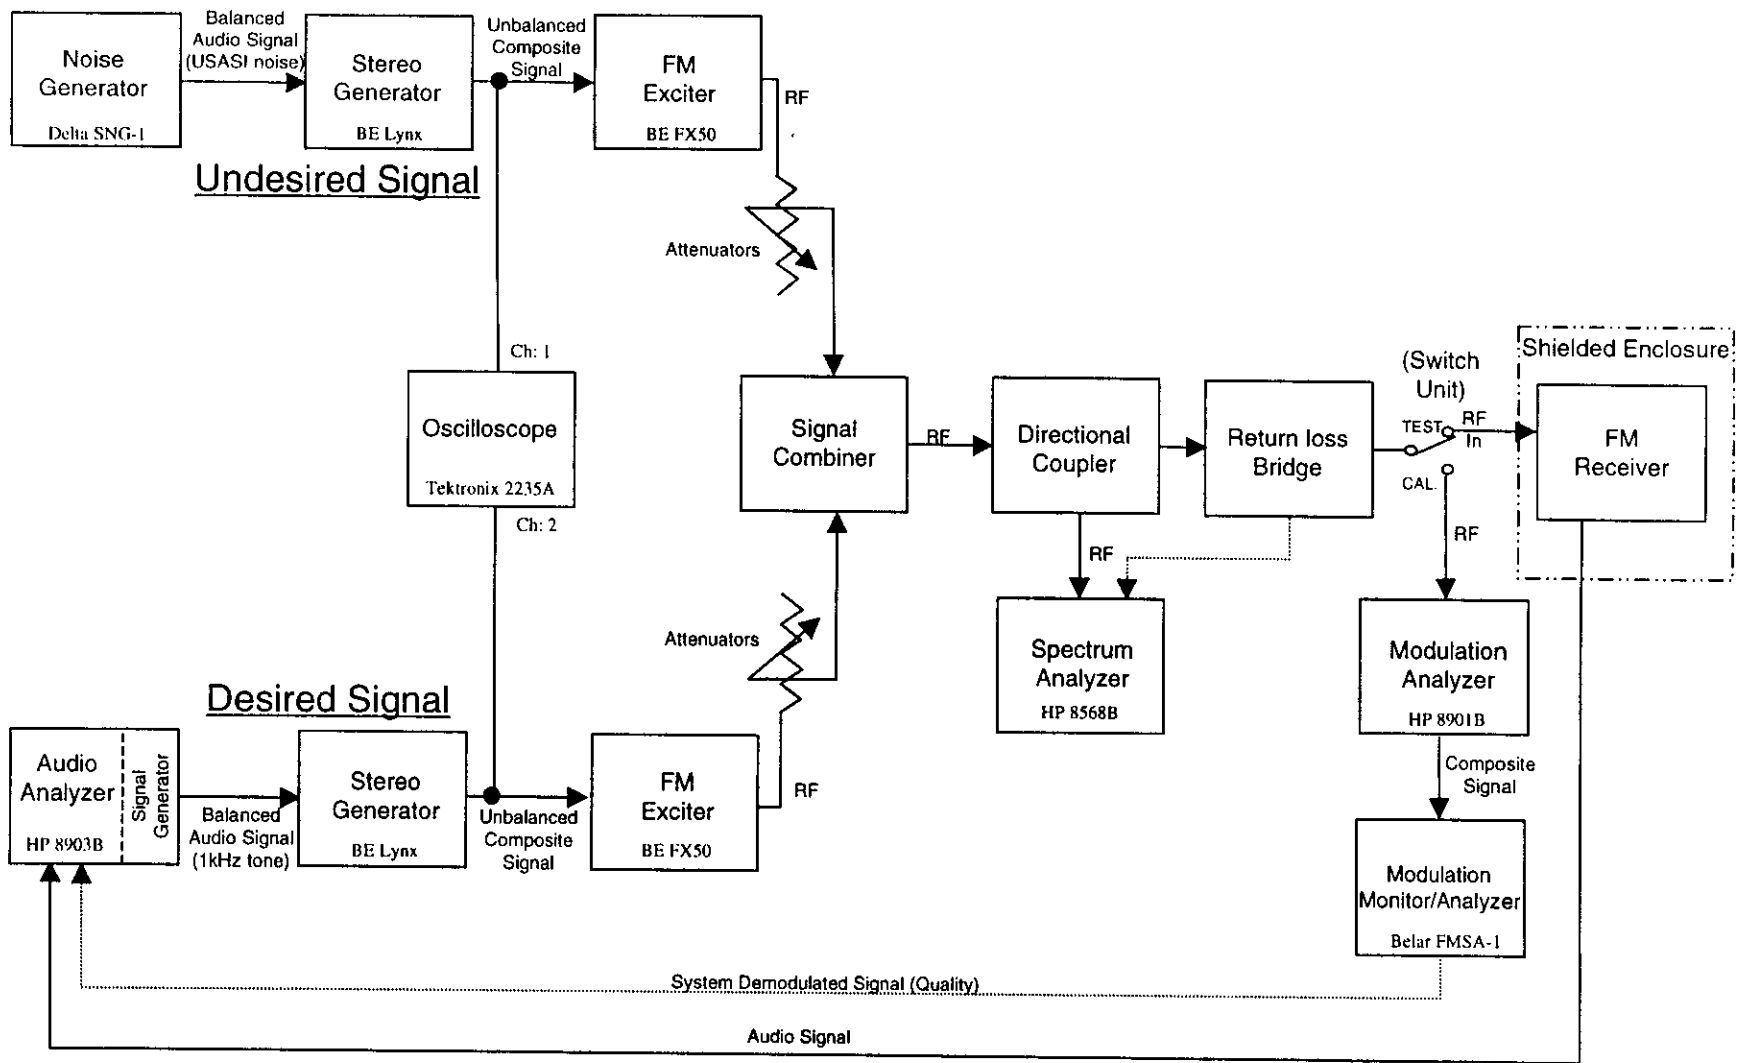 Noise
Generator
Delta SNG-1
Balanced
Audio Signal
(USASI noise)
Stereo
Generator
BE Lynx
Unbalanced
Composite
Signal
FM
Exciter
BE FX50
RF
Undesired Signal
Attenuators
Ch: 1
Oscilloscope
Tektronix 2235A
Ch: 2
Signal
Combiner
RF
Directional
Coupler
Return loss
Bridge
(Switch
Unit)
TEST
RF
In
CAL.
RF
Shielded Enclosure
FM
Receiver
RF
Spectrum
Analyzer
HP 8568B
Modulation
Analyzer
HP 8901B
Composite
Signal
Modulation
Monitor/Analyzer
Belar FMSA-1
Attenuators
Desired Signal
Audio
Analyzer
HP 8903B
Signal
Generator
Balanced
Audio Signal
(1kHz tone)
Stereo
Generator
BE Lynx
Unbalanced
Composite
Signal
FM
Exciter
BE FX50
RF
System Demodulated Signal (Quality)
Audio Signal